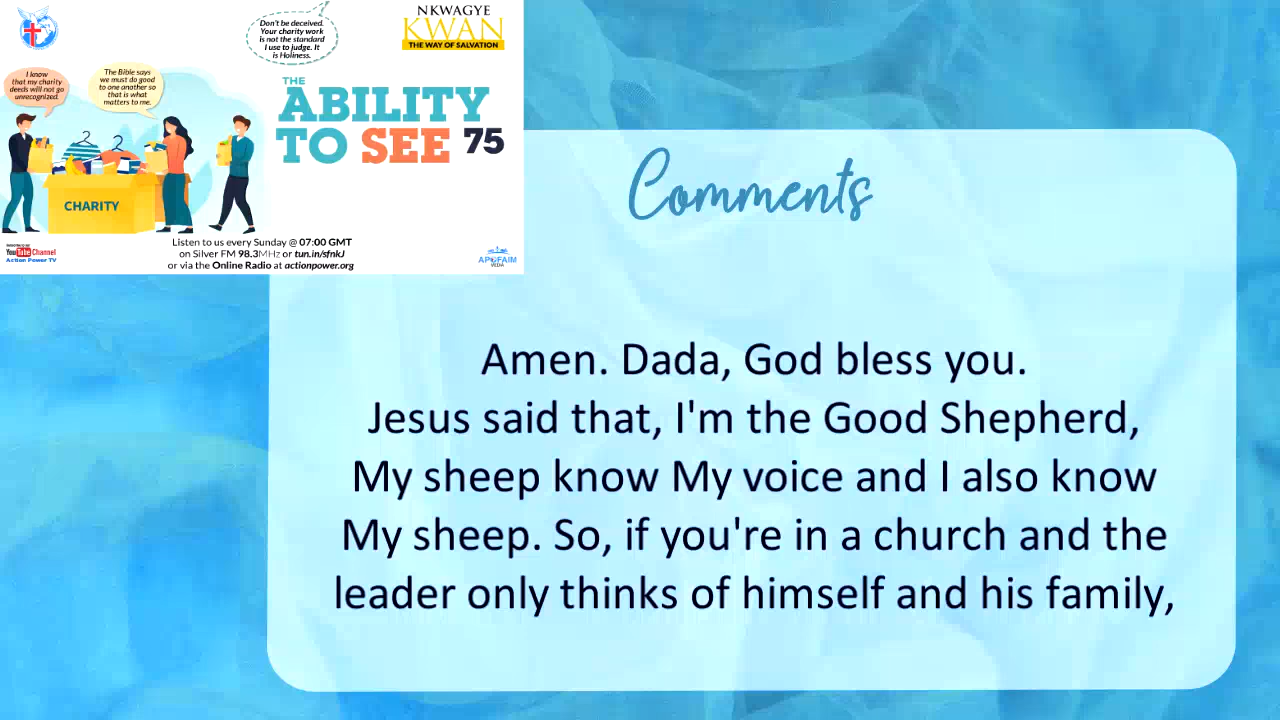 Don't be deceived.
Your charity work
is not the standard
I use to judge. It
is Holiness.
NKWAGYE
KWAN
THE WAY OF SALVATION
I know
that my charity
deeds will not go
unrecognized.
The Bible says
we must do good
to one another so
that is what
matters to me.
THE
ABILITY
TO SEE 75
CHARITY
Listen to us every Sunday @ 07:00 GMT
on Silver FM 98.3MHz or tun.in/sfnkJ
or via the Online Radio at actionpower.org
YouTube Channel
Action Power TV
APOFAIM
MEDIA
Comments
Amen. Dada, God bless you.
Jesus said that, I'm the Good Shepherd,
My sheep know My voice and I also know
My sheep. So, if you're in a church and the
leader only thinks of himself and his family,